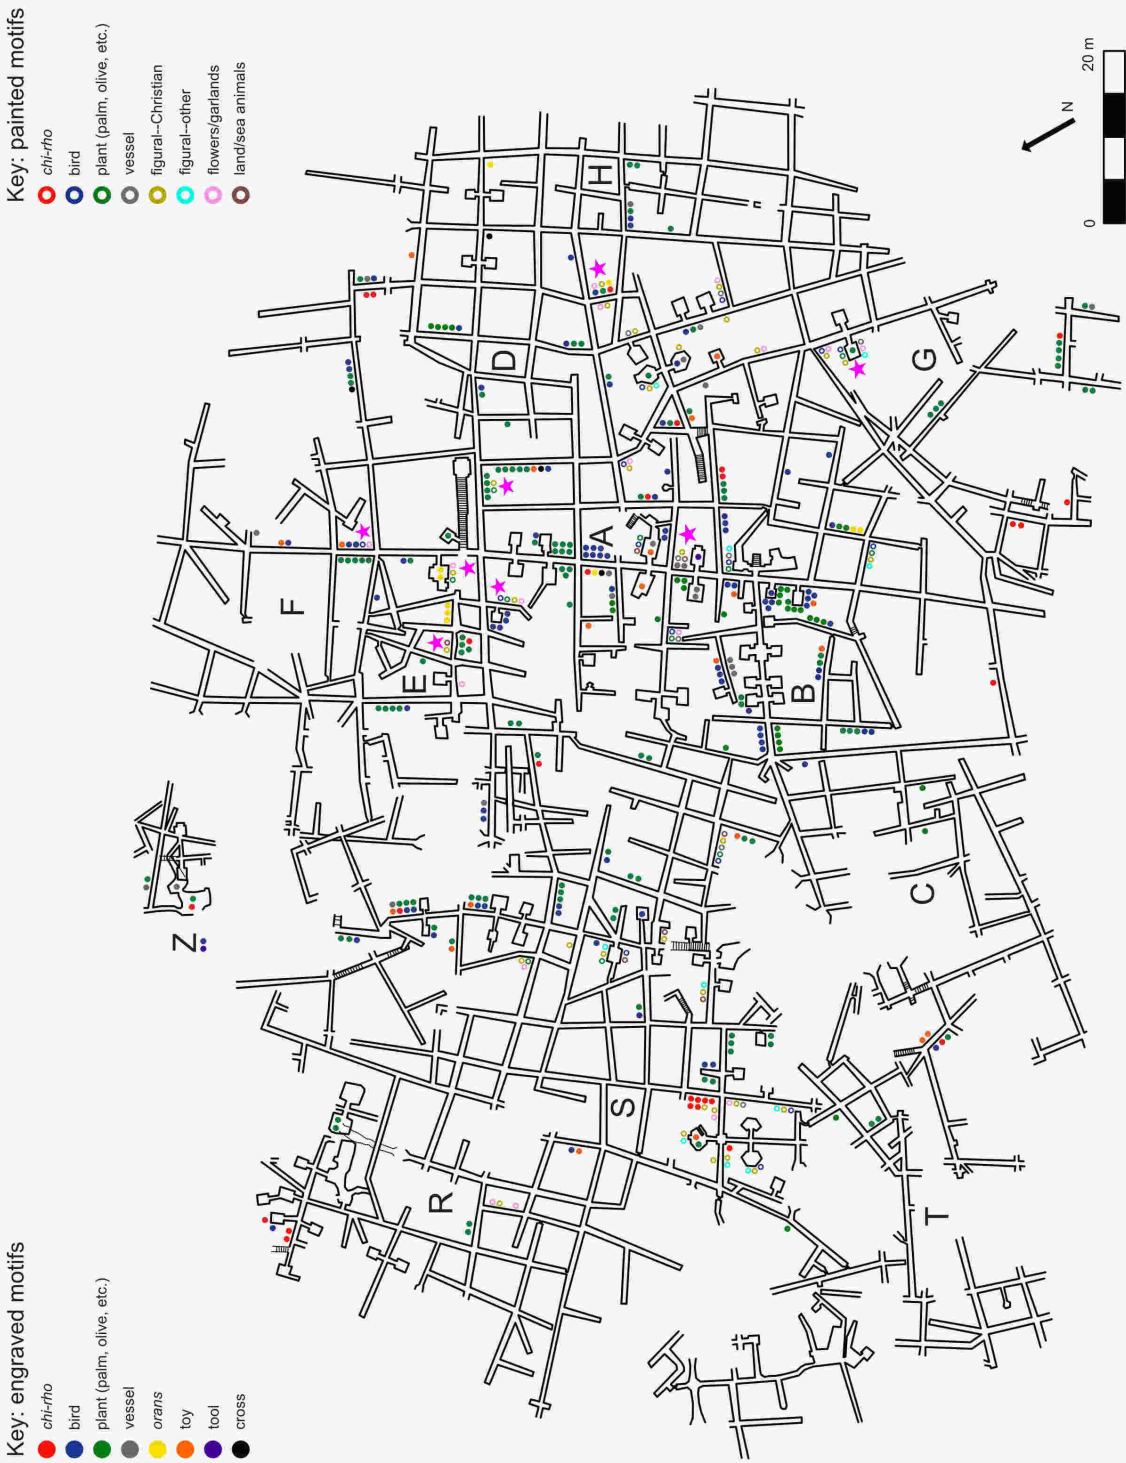 Key: engraved motifs
chi-rho
bird
plant (palm, olive, etc.)
vessel
orans
toy
tool
cross
Key: painted motifs
chi-rho
bird
plant (palm, olive, etc.)
vessel
figural--Christian
figural--other
flowers/garlands
land/sea animals
Z
F
E
D
H
A
R
S
B
G
C
T
N
0
20 m